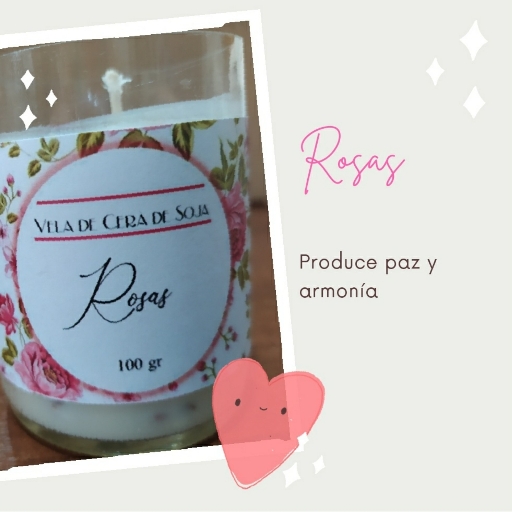 VELA DE CERA DE SOJA
Rosas
100 gr
Rosas
Produce paz y
armonía